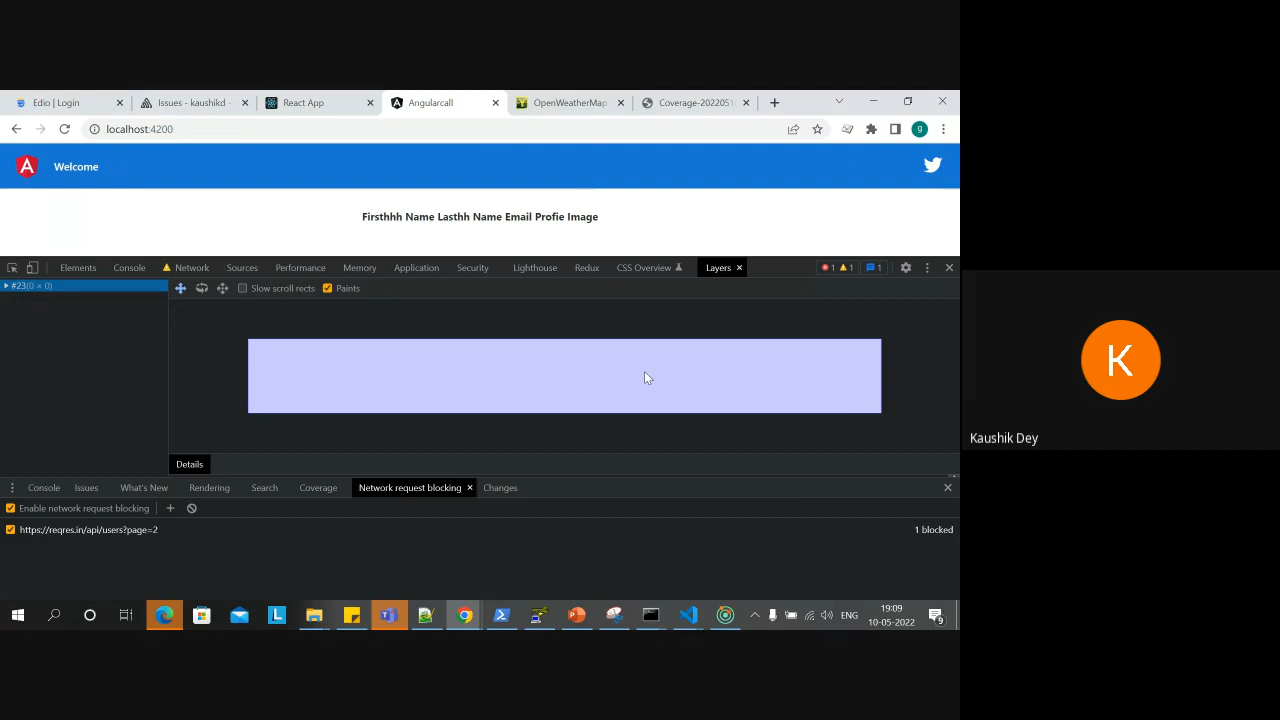 Edio | Login
Issues - kaushikd -
React App
Angularcall
OpenWeatherMap
Coverage-2022051
localhost:4200
g
Welcome
Firsthhh Name Lasthh Name Email Profie Image
Elements Console Network Sources Performance Memory Application Security Lighthouse Redux CSS Overview Layers 1 1 1
#23(0 × 0)
Slow scroll rects Paints
K
Kaushik Dey
Details
Console Issues What's New Rendering Search Coverage Network request blocking Changes
Enable network request blocking
https://reqres.in/api/users?page=2 1 blocked
L
ENG
19:09
10-05-2022
9